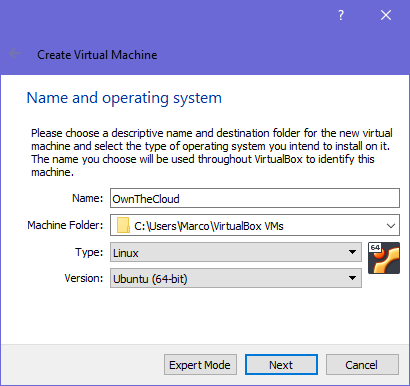 ?
Create Virtual Machine
Name and operating system
Please choose a descriptive name and destination folder for the new virtual
machine and select the type of operating system you intend to install on it.
The name you choose will be used throughout VirtualBox to identify this
machine.
Name: OwnTheCloud
Machine Folder: C:\Users\Marco\VirtualBox VMs
Type: Linux
64
Version: Ubuntu (64-bit)
Expert Mode Next Cancel